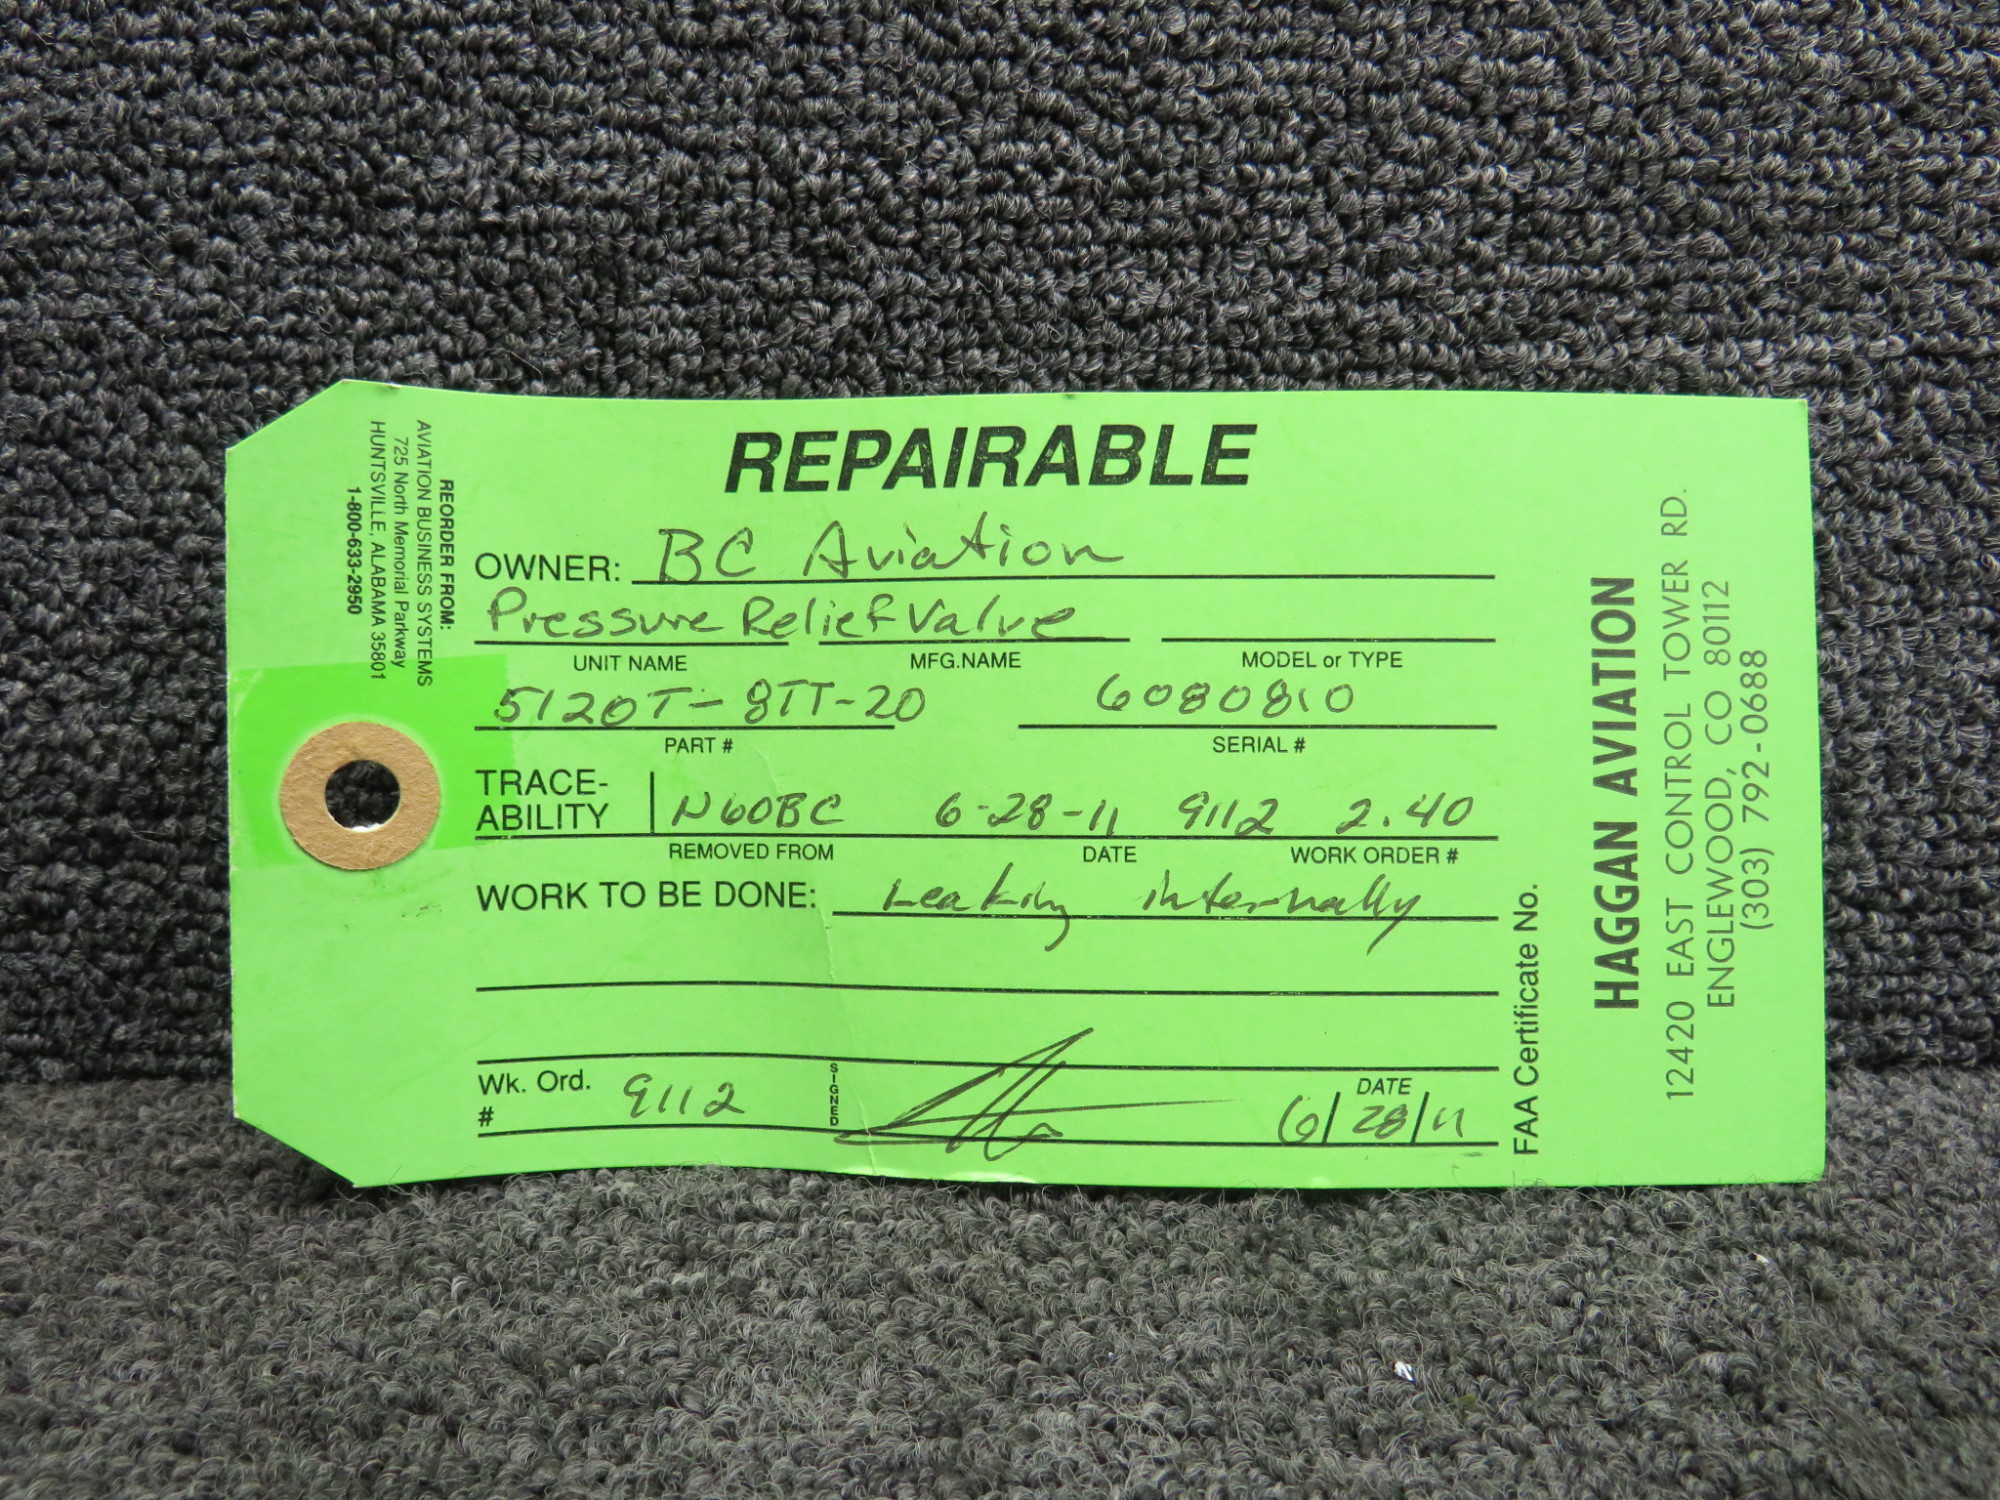 REPAIRABLE
OWNER: BC Aviation
Pressure Relief Valve
UNIT NAME MFG.NAME MODEL or TYPE
5120T-8TT-20 6080810
PART # SERIAL #
TRACE-
ABILITY N60BC 6-28-11 9112 2.40
REMOVED FROM DATE WORK ORDER #
WORK TO BE DONE: Leaking internally
Wk. Ord.
# 9112
SIGNED
DATE
6/28/11
FAA Certificate No.
HAGGAN AVIATION
12420 EAST CONTROL TOWER RD.
ENGLEWOOD, CO 80112
(303) 792-0688
REORDER FROM:
AVIATION BUSINESS SYSTEMS
725 North Memorial Parkway
HUNTSVILLE, ALABAMA 35801
1-800-633-2950